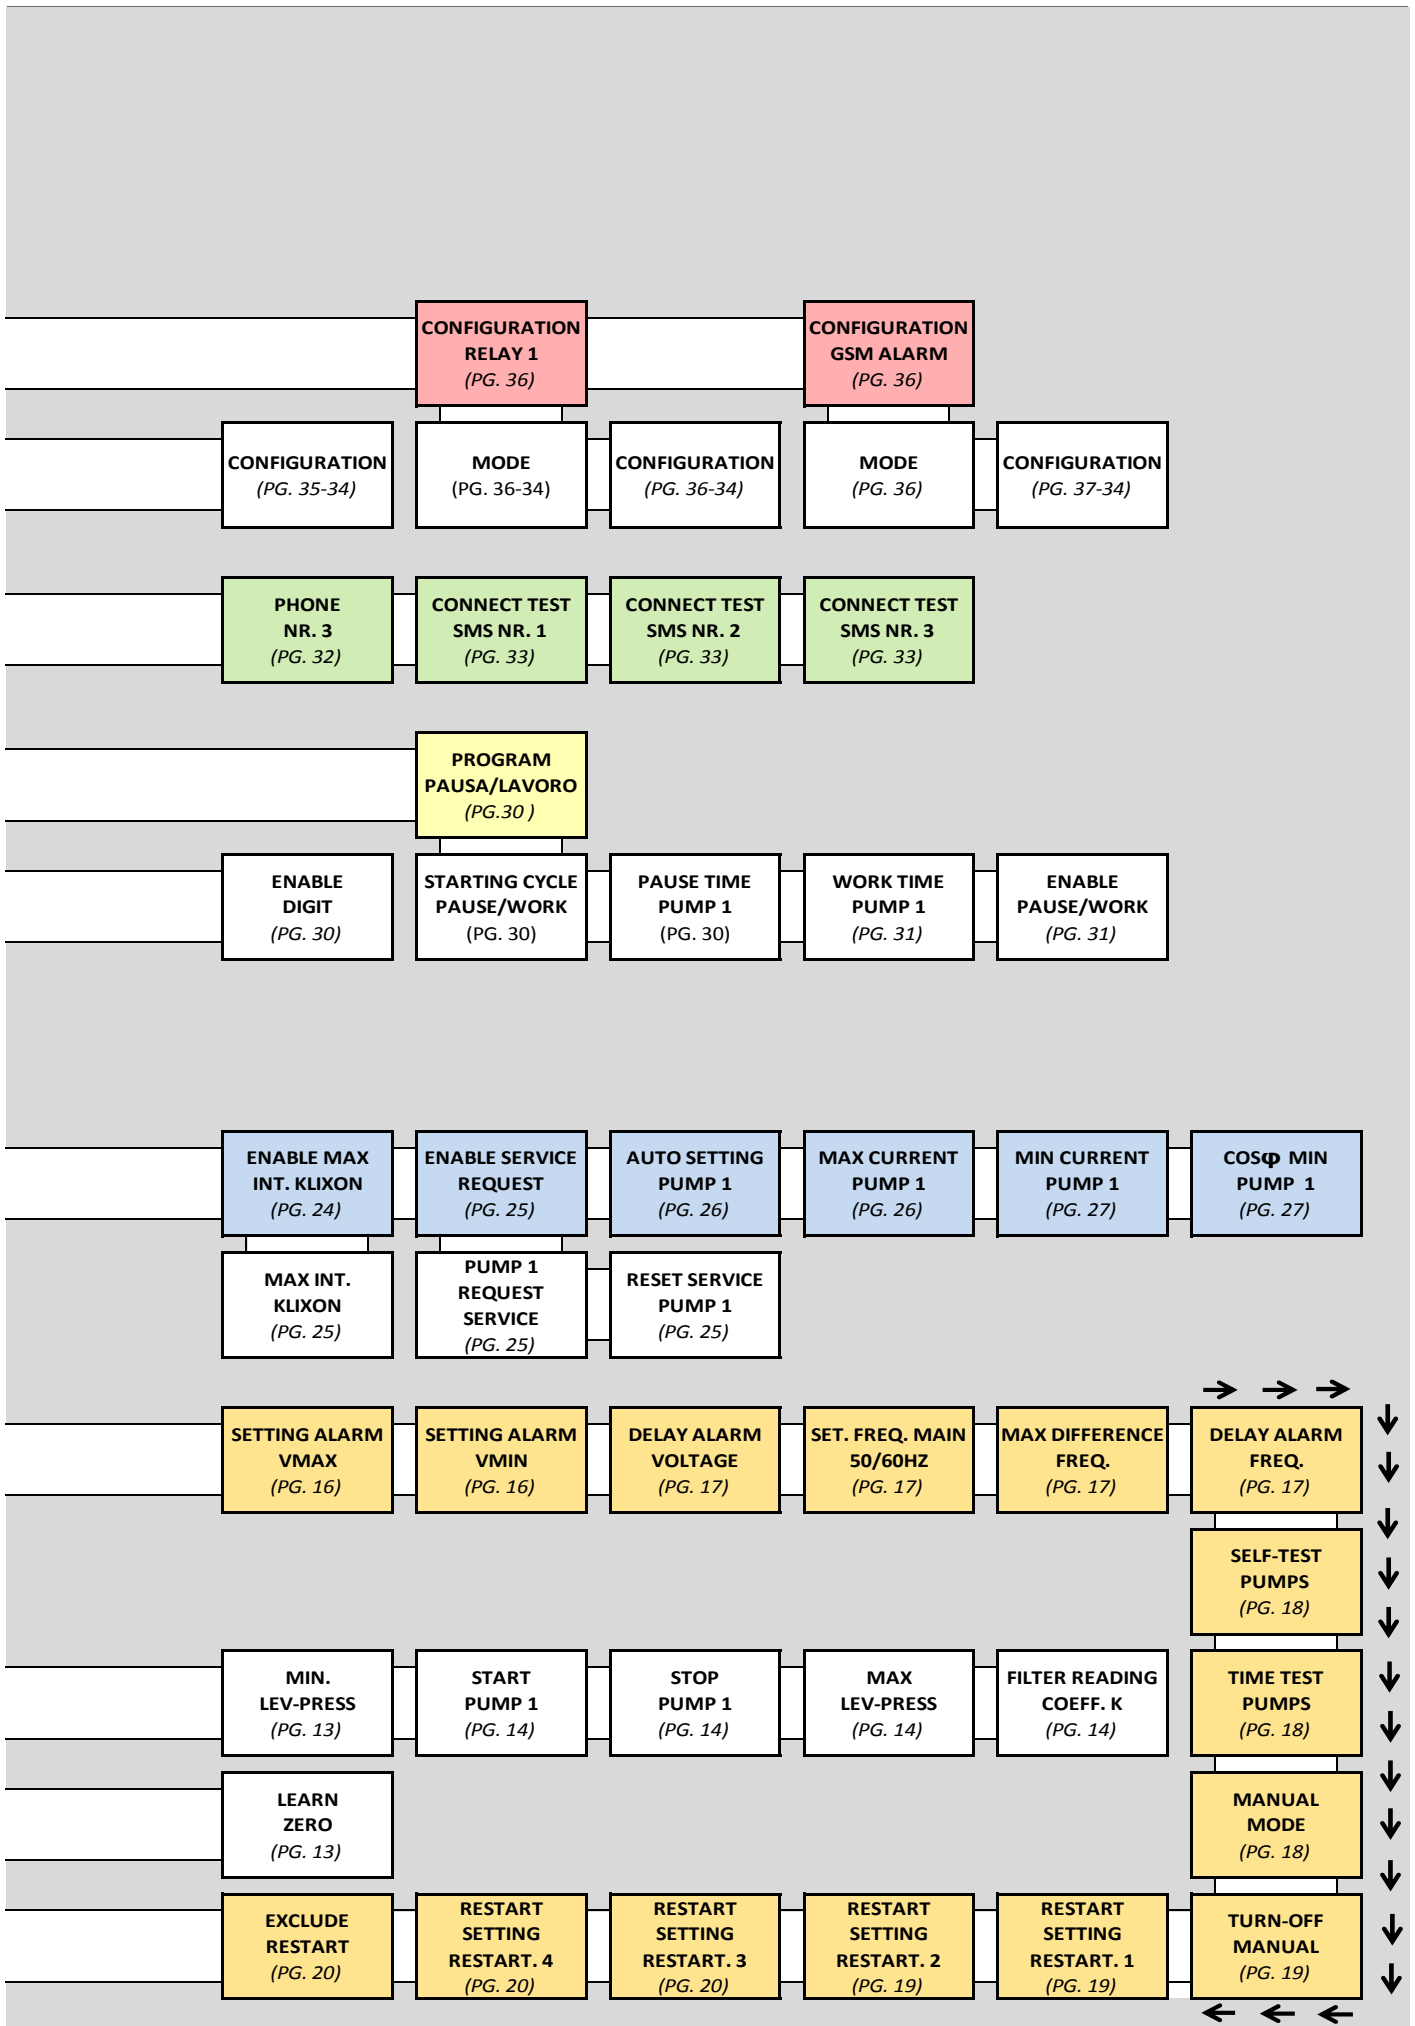 CONFIGURATION
RELAY 1
(PG. 36)
CONFIGURATION
GSM ALARM
(PG. 36)
CONFIGURATION
(PG. 35-34)
MODE
(PG. 36-34)
CONFIGURATION
(PG. 36-34)
MODE
(PG. 36)
CONFIGURATION
(PG. 37-34)
PHONE
NR. 3
(PG. 32)
CONNECT TEST
SMS NR. 1
(PG. 33)
CONNECT TEST
SMS NR. 2
(PG. 33)
CONNECT TEST
SMS NR. 3
(PG. 33)
PROGRAM
PAUSA/LAVORO
(PG.30 )
ENABLE
DIGIT
(PG. 30)
STARTING CYCLE
PAUSE/WORK
(PG. 30)
PAUSE TIME
PUMP 1
(PG. 30)
WORK TIME
PUMP 1
(PG. 31)
ENABLE
PAUSE/WORK
(PG. 31)
ENABLE MAX
INT. KLIXON
(PG. 24)
ENABLE SERVICE
REQUEST
(PG. 25)
AUTO SETTING
PUMP 1
(PG. 26)
MAX CURRENT
PUMP 1
(PG. 26)
MIN CURRENT
PUMP 1
(PG. 27)
COSφ MIN
PUMP  1
(PG. 27)
MAX INT.
KLIXON
(PG. 25)
PUMP 1
REQUEST
SERVICE
(PG. 25)
RESET SERVICE
PUMP 1
(PG. 25)
SETTING ALARM
VMAX
(PG. 16)
SETTING ALARM
VMIN
(PG. 16)
DELAY ALARM
VOLTAGE
(PG. 17)
SET. FREQ. MAIN
50/60HZ
(PG. 17)
MAX DIFFERENCE
FREQ.
(PG. 17)
DELAY ALARM
FREQ.
(PG. 17)
SELF-TEST
PUMPS
(PG. 18)
MIN.
LEV-PRESS
(PG. 13)
START
PUMP 1
(PG. 14)
STOP
PUMP 1
(PG. 14)
MAX
LEV-PRESS
(PG. 14)
FILTER READING
COEFF. K
(PG. 14)
TIME TEST
PUMPS
(PG. 18)
LEARN
ZERO
(PG. 13)
MANUAL
MODE
(PG. 18)
EXCLUDE
RESTART
(PG. 20)
RESTART
SETTING
RESTART. 4
(PG. 20)
RESTART
SETTING
RESTART. 3
(PG. 20)
RESTART
SETTING
RESTART. 2
(PG. 19)
RESTART
SETTING
RESTART. 1
(PG. 19)
TURN-OFF
MANUAL
(PG. 19)